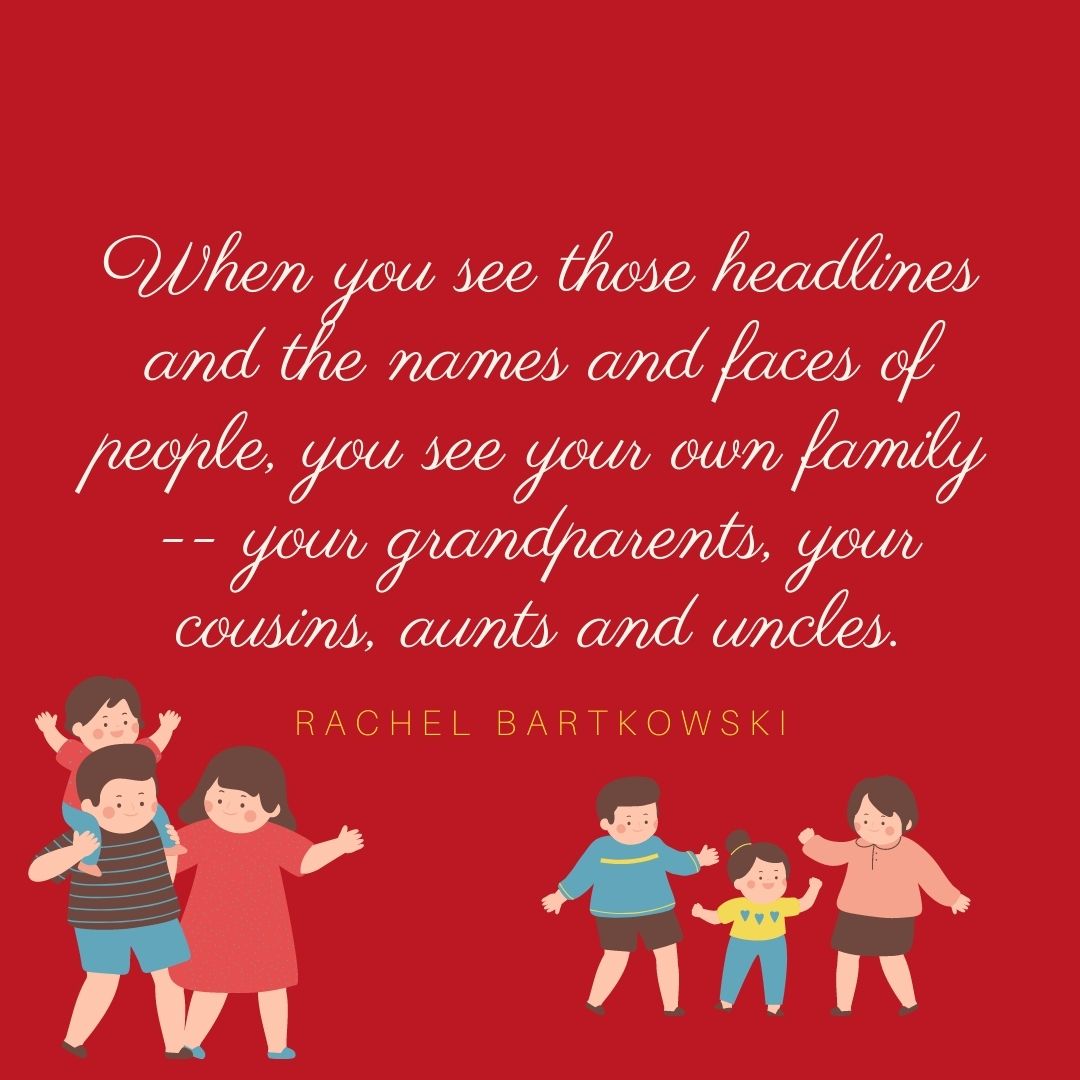 When you see those headlines
and the names and faces of
people, you see your own family
-- your grandparents, your
cousins, aunts and uncles.
RACHEL BARTKOWSKI